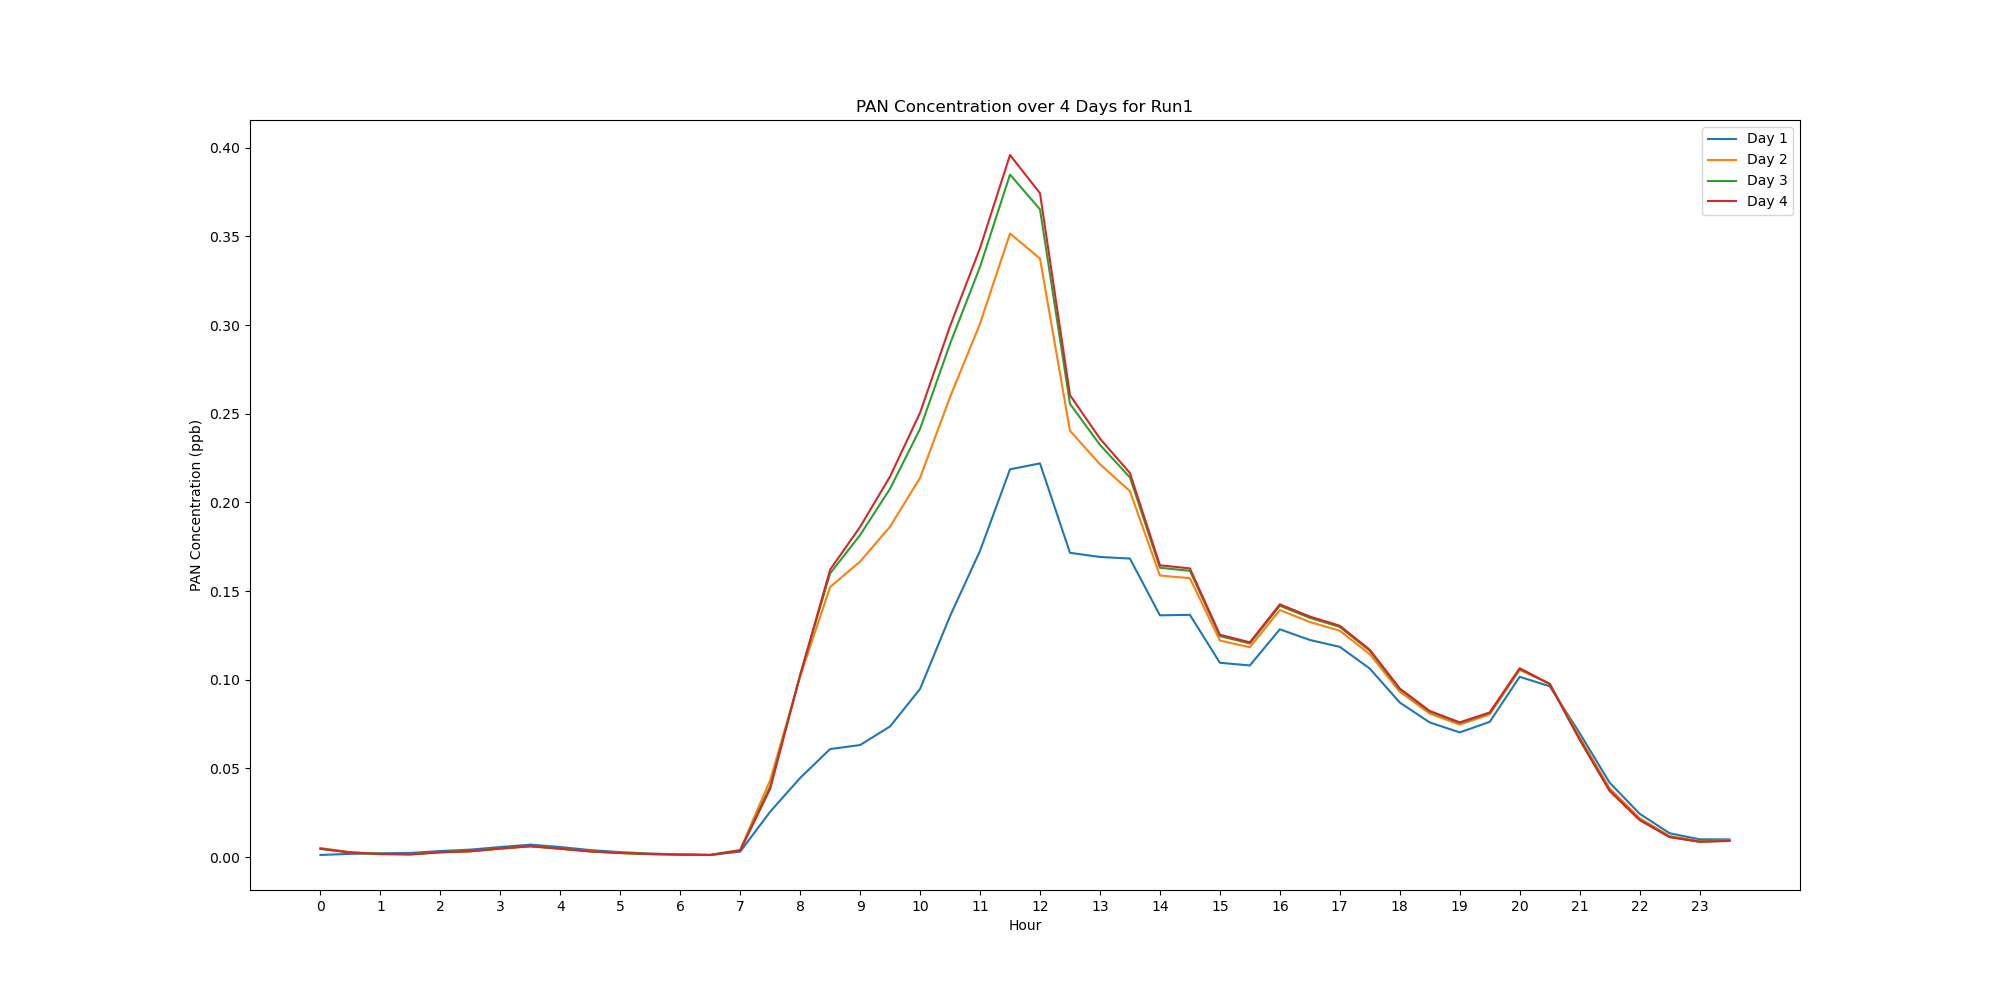 PAN Concentration over 4 Days for Run1
Day 1
Day 2
Day 3
Day 4
PAN Concentration (ppb)
0.40
0.35
0.30
0.25
0.20
0.15
0.10
0.05
0.00
0 1 2 3 4 5 6 7 8 9 10 11 12 13 14 15 16 17 18 19 20 21 22 23
Hour